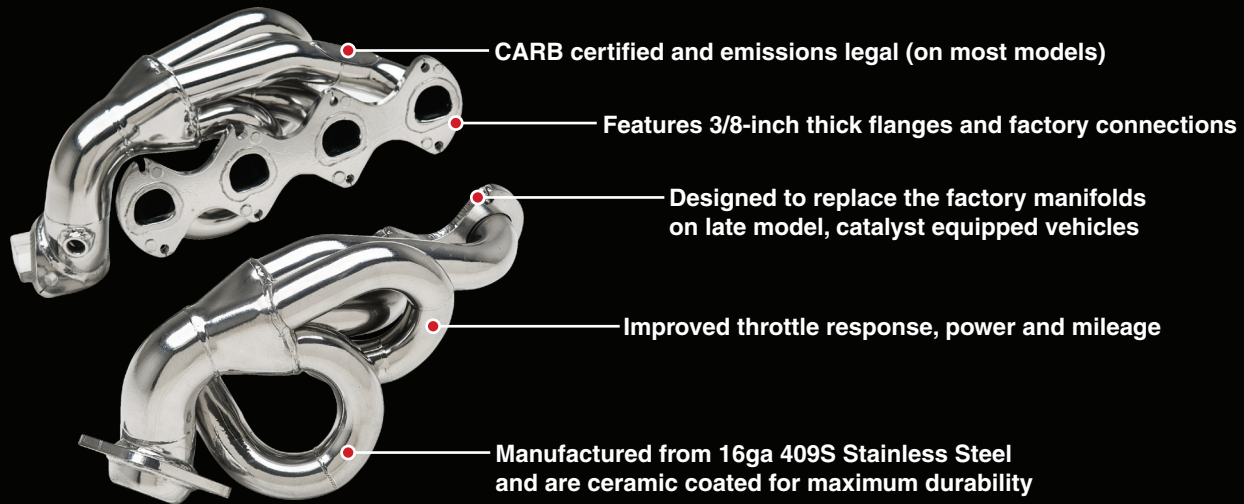 CARB certified and emissions legal (on most models)
Features 3/8-inch thick flanges and factory connections
Designed to replace the factory manifolds
on late model, catalyst equipped vehicles
Improved throttle response, power and mileage
Manufactured from 16ga 409S Stainless Steel
and are ceramic coated for maximum durability